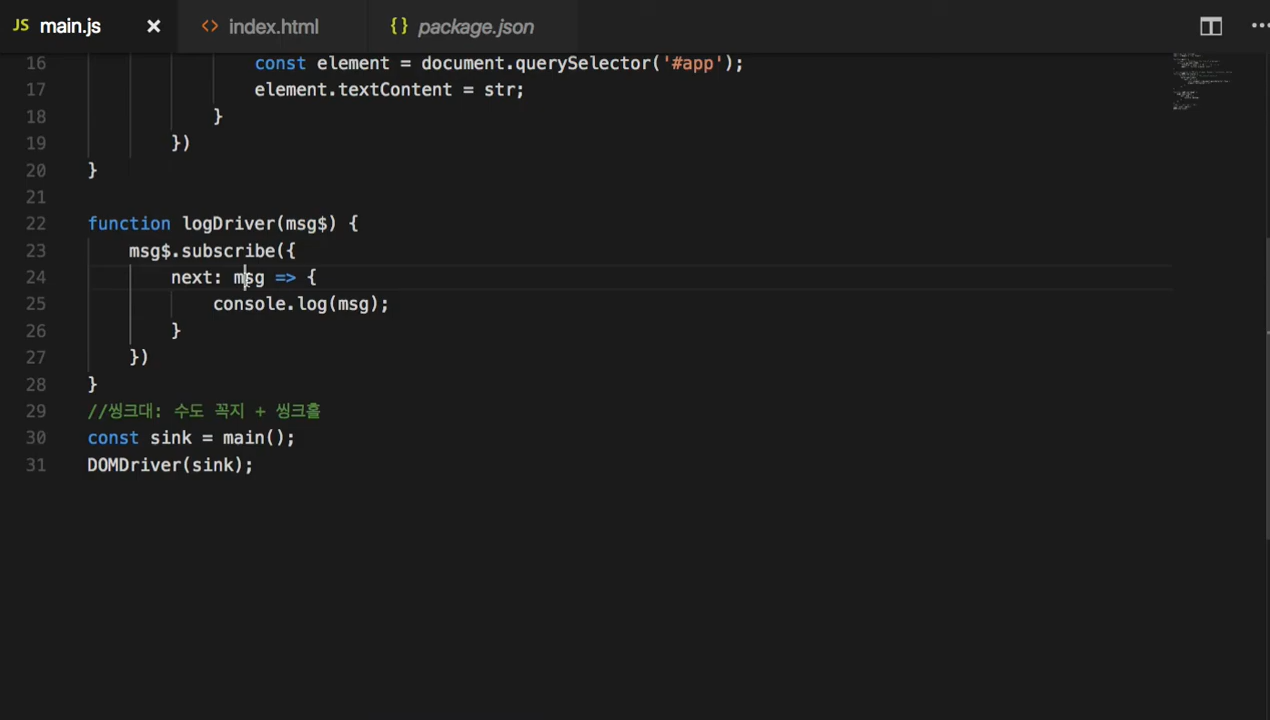 JS main.js × <> index.html {} package.json ...
16 const element = document.querySelector('#app');
17 element.textContent = str;
18 }
19 })
20 }
21
22 function logDriver(msg$) {
23 msg$.subscribe({
24 next: msg => {
25 console.log(msg);
26 }
27 })
28 }
29 //씽크대: 수도 꼭지 + 씽크홀
30 const sink = main();
31 DOMDriver(sink);